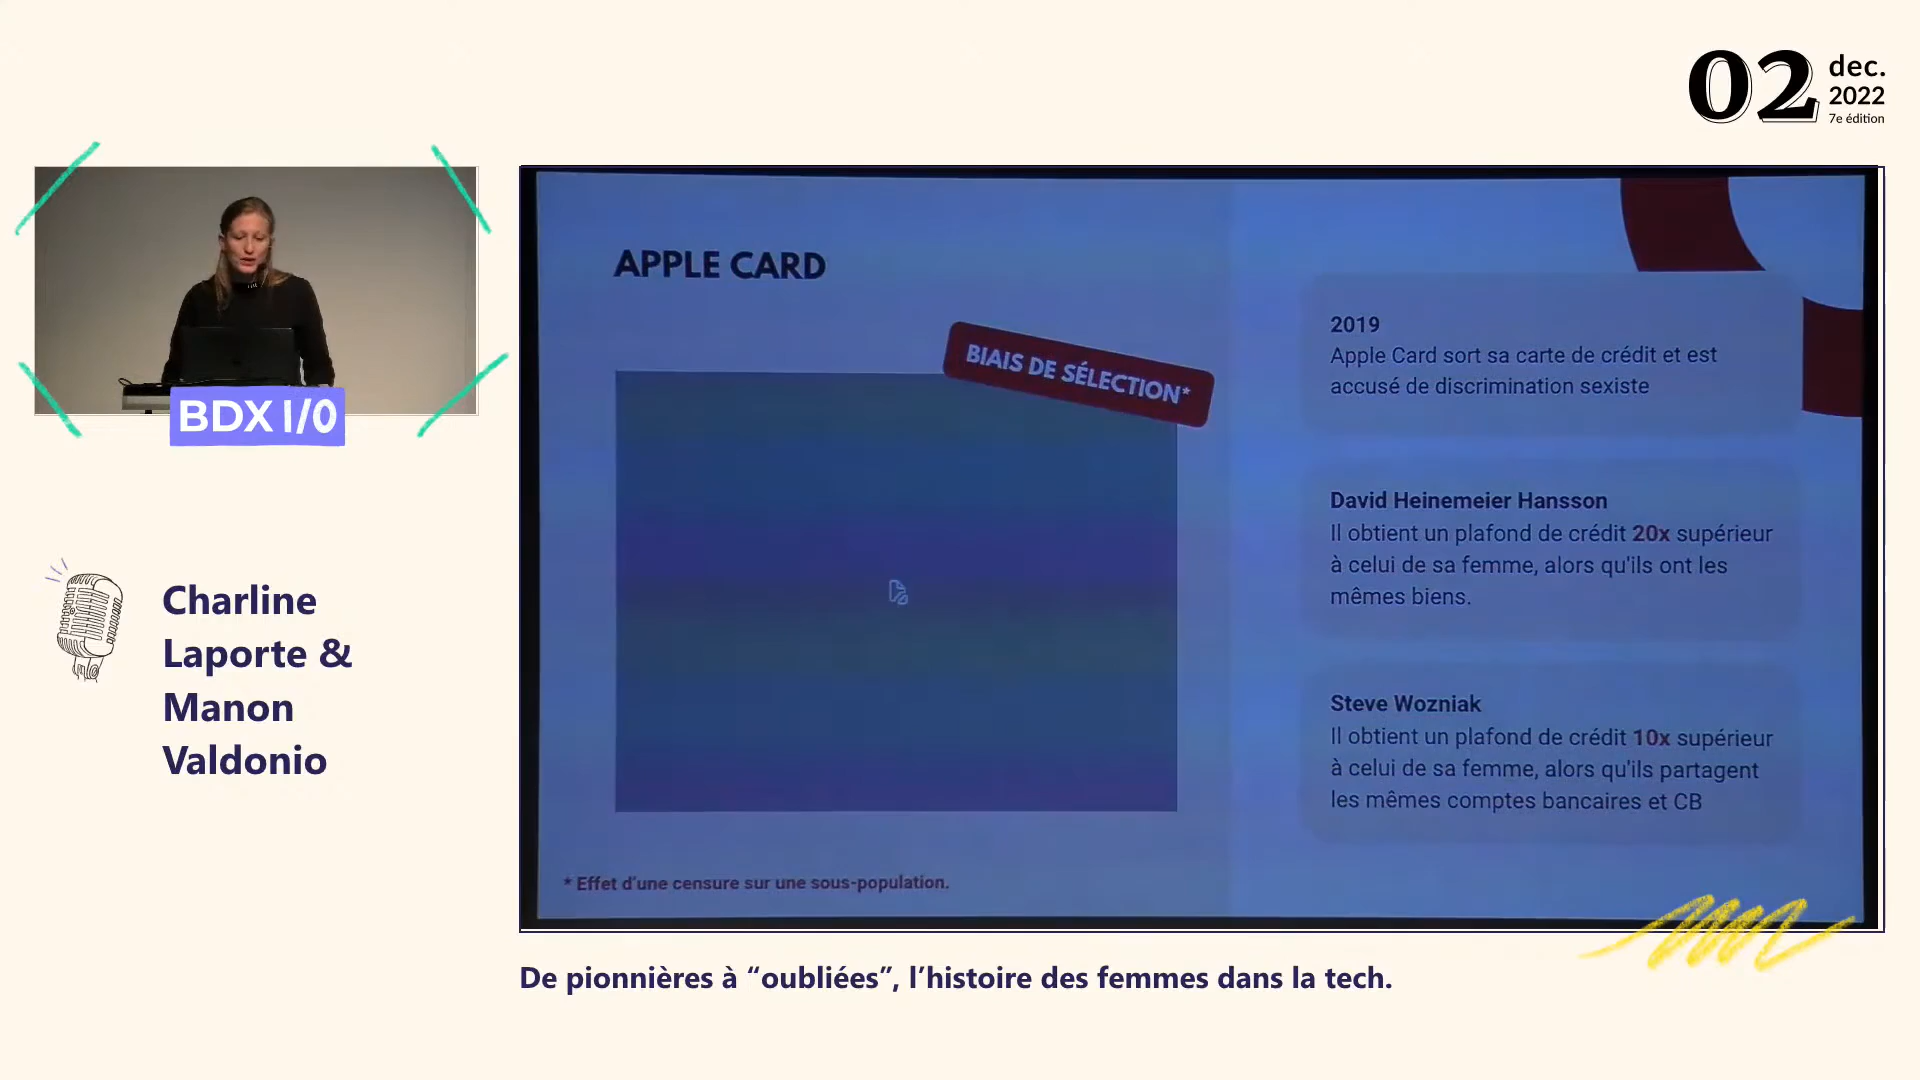 02
dec.
2022
7e édition
BDX I/O
Charline
Laporte &
Manon
Valdonio
APPLE CARD
BIAIS DE SÉLECTION*
* Effet d'une censure sur une sous-population.
2019
Apple Card sort sa carte de crédit et est
accusé de discrimination sexiste
David Heinemeier Hansson
Il obtient un plafond de crédit 20x supérieur
à celui de sa femme, alors qu'ils ont les
mêmes biens.
Steve Wozniak
Il obtient un plafond de crédit 10x supérieur
à celui de sa femme, alors qu'ils partagent
les mêmes comptes bancaires et CB
De pionnières à “oubliées”, l’histoire des femmes dans la tech.